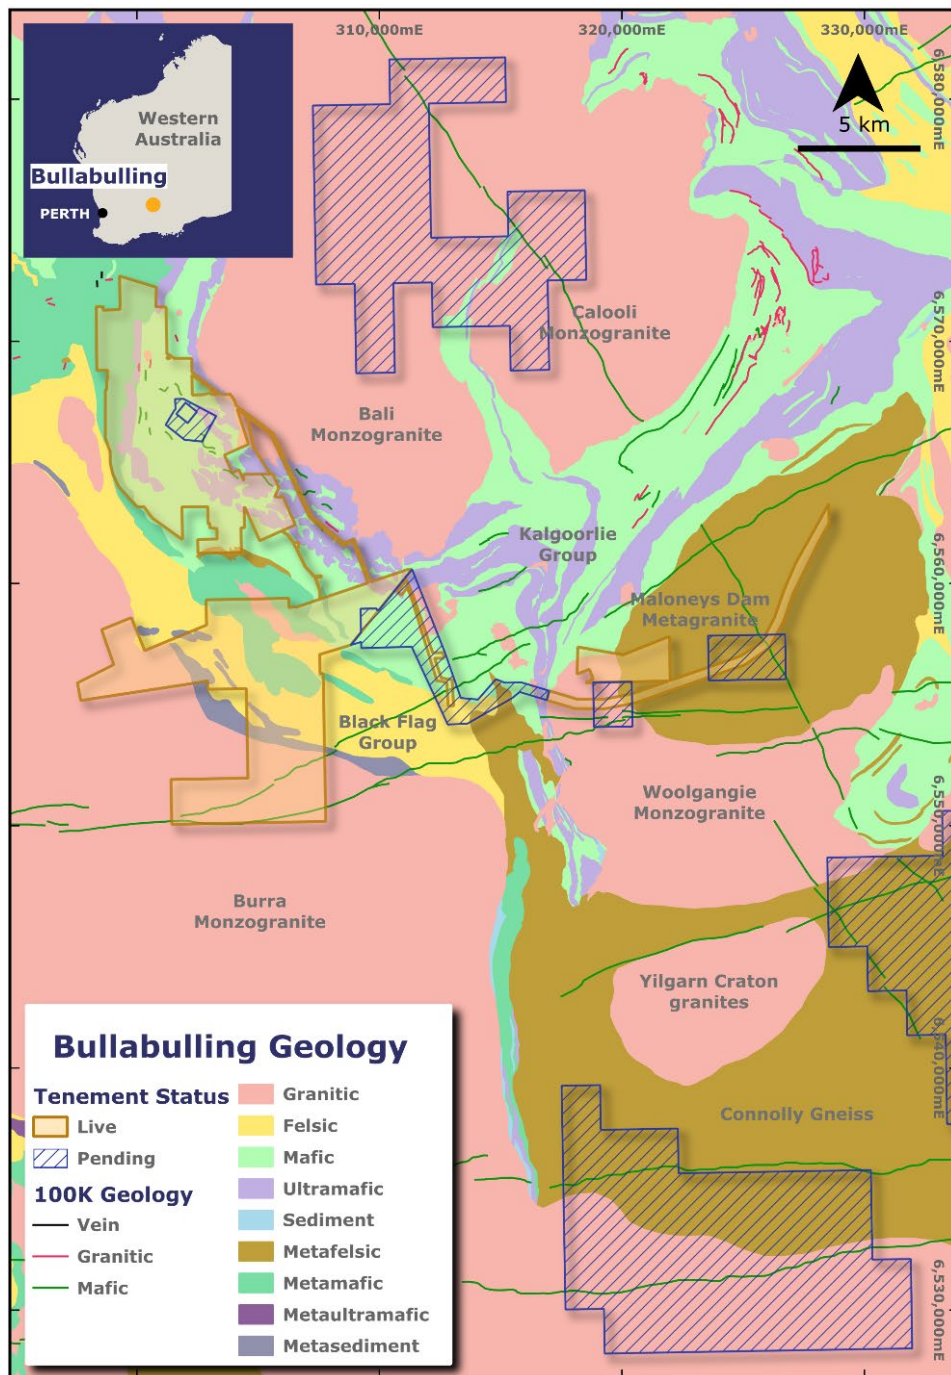 310,000mE
320,000mE
330,000mE
Western
Australia
Bullabulling
PERTH
5 km
6,580,000mE
6,570,000mE
Calooli
Monzogranite
Bali
Monzogranite
Kalgoorlie
Group
6,560,000mE
Maloneys Dam
Metagranite
Black Flag
Group
Woolgangie
Monzogranite
6,550,000mE
Burra
Monzogranite
Yilgarn Craton
granites
6,540,000mE
Connolly Gneiss
6,530,000mE
Bullabulling Geology
Tenement Status
Live
Pending
100K Geology
Vein
Granitic
Mafic
Granitic
Felsic
Mafic
Ultramafic
Sediment
Metafelsic
Metamafic
Metaultramafic
Metasediment